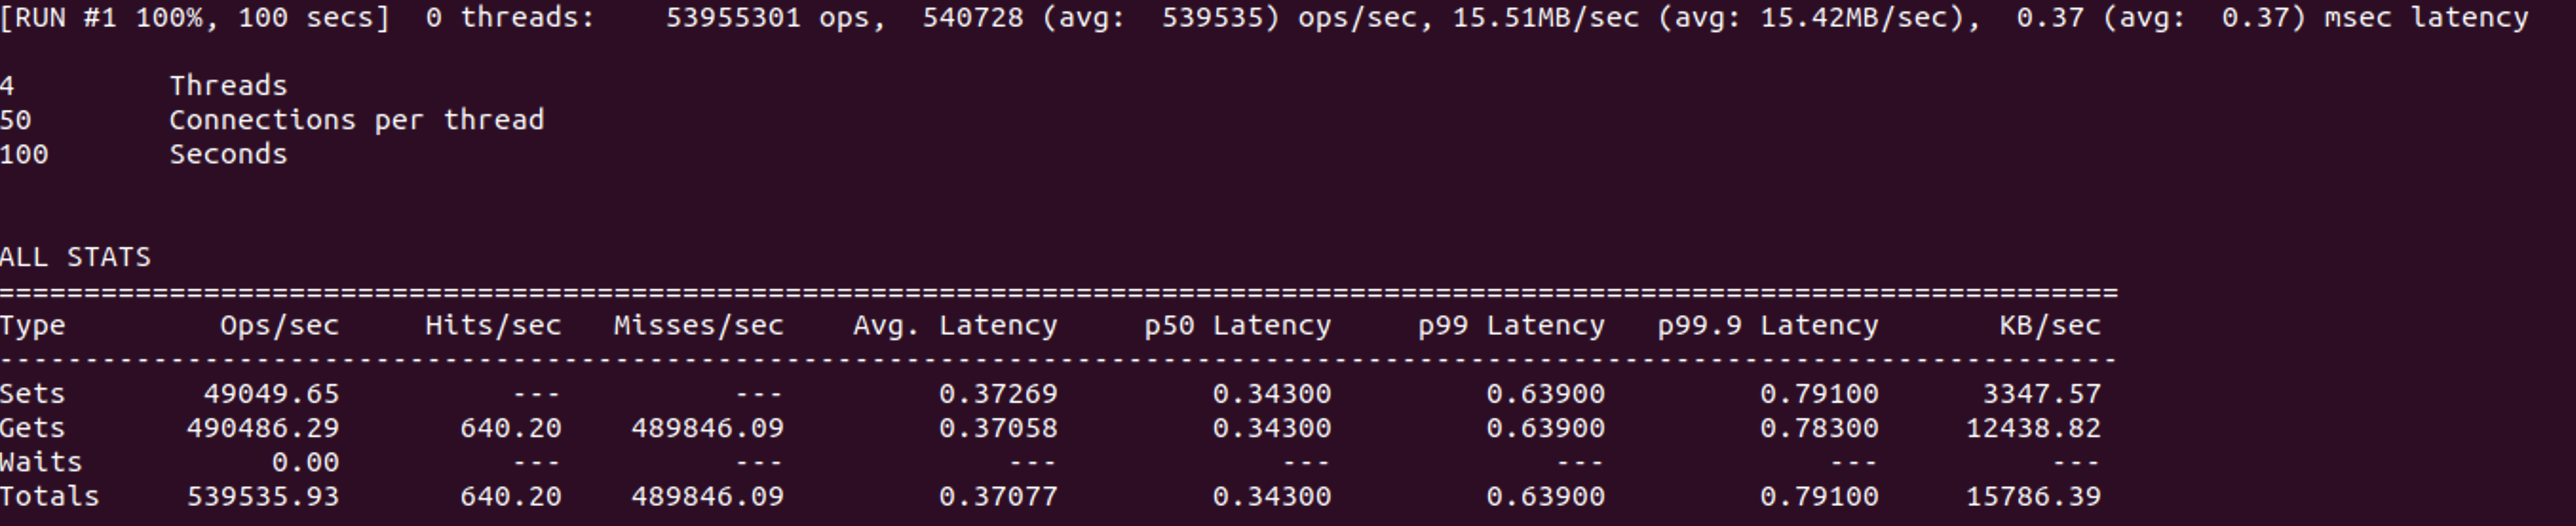 [RUN #1 100%, 100 secs]  0 threads:    53955301 ops,  540728 (avg:  539535) ops/sec, 15.51MB/sec (avg: 15.42MB/sec),  0.37 (avg:  0.37) msec latency
4         Threads
50        Connections per thread
100       Seconds
ALL STATS
============================================================================================================================
Type         Ops/sec     Hits/sec   Misses/sec    Avg. Latency     p50 Latency     p99 Latency   p99.9 Latency       KB/sec
----------------------------------------------------------------------------------------------------------------------------
Sets        49049.65          ---          ---         0.37269         0.34300         0.63900         0.79100      3347.57
Gets       490486.29       640.20    489846.09         0.37058         0.34300         0.63900         0.78300     12438.82
Waits           0.00          ---          ---             ---             ---             ---             ---          ---
Totals     539535.93       640.20    489846.09         0.37077         0.34300         0.63900         0.79100     15786.39